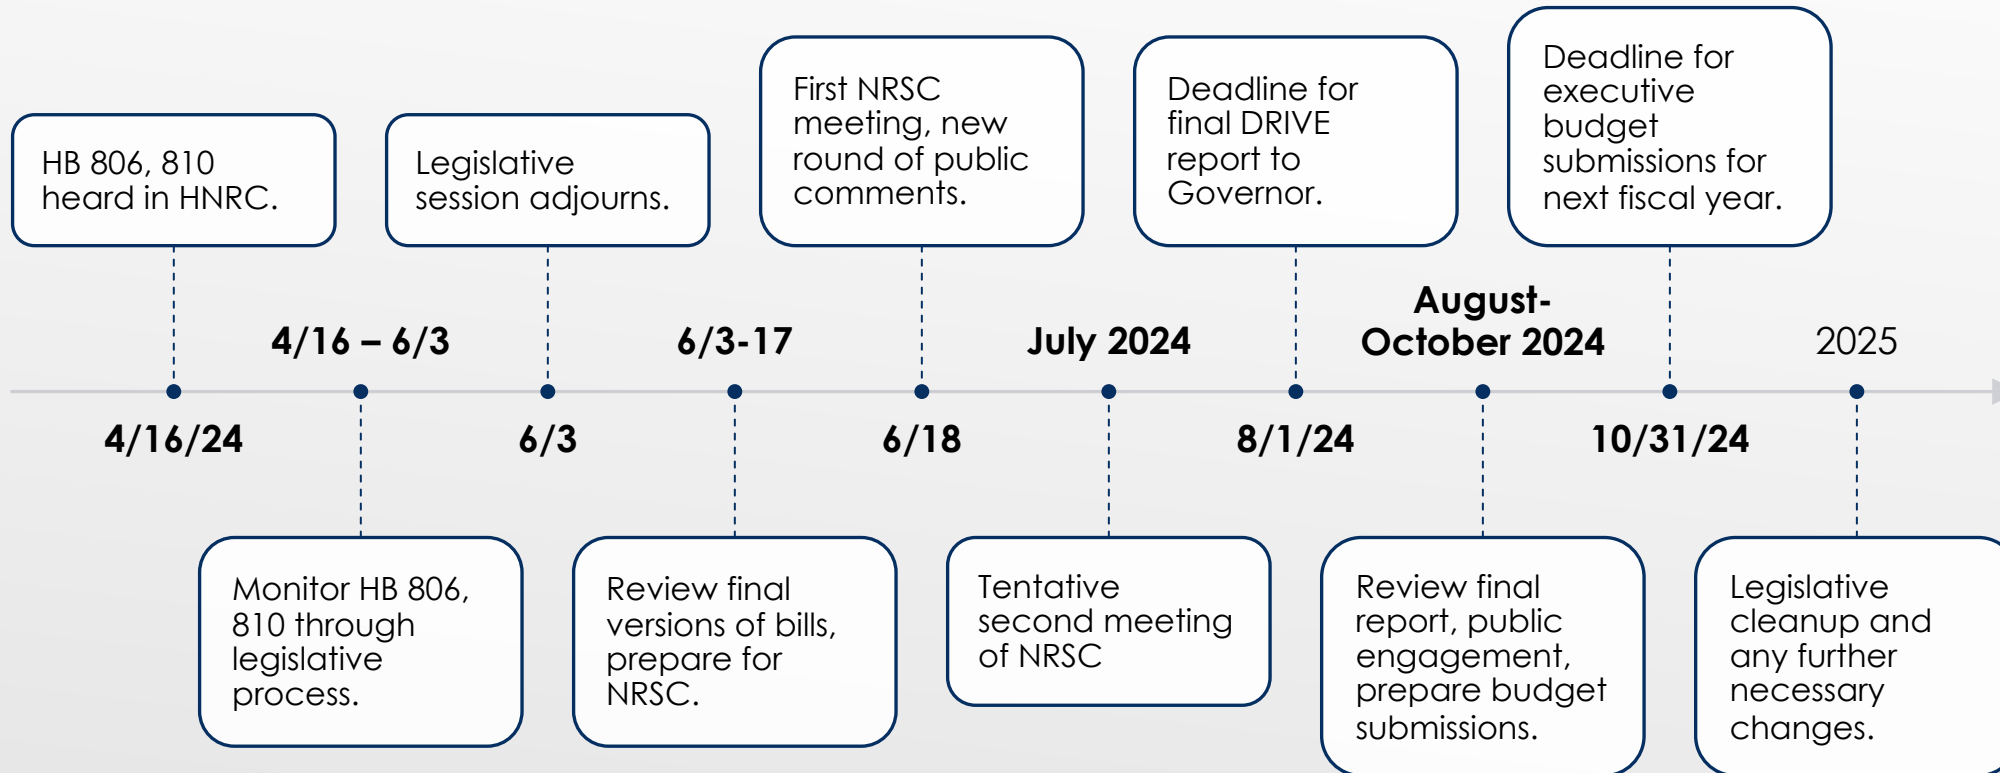 HB 806, 810
heard in HNRC.
Legislative
session adjourns.
First NRSC
meeting, new
round of public
comments.
Deadline for
final DRIVE
report to
Governor.
Deadline for
executive
budget
submissions for
next fiscal year.
4/16 – 6/3
6/3-17
July 2024
August-
October 2024
2025
4/16/24
6/3
6/18
8/1/24
10/31/24
Monitor HB 806,
810 through
legislative
process.
Review final
versions of bills,
prepare for
NRSC.
Tentative
second meeting
of NRSC
Review final
report, public
engagement,
prepare budget
submissions.
Legislative
cleanup and
any further
necessary
changes.